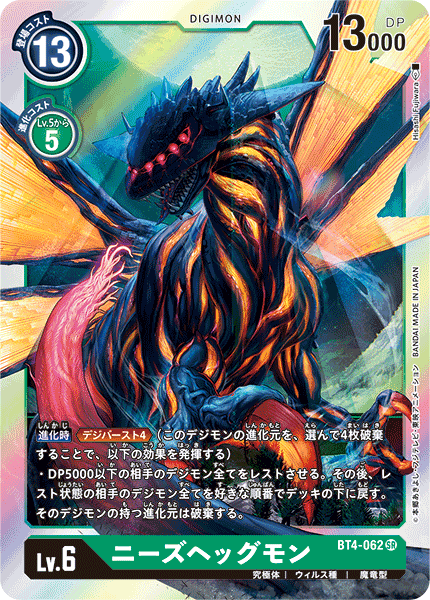 登場コスト
13
DIGIMON
DP
13000
進化コスト
Lv.5から
5
Hisashi Fujiwara
©本郷あきよし・フジテレビ・東映アニメーション BANDAI MADE IN JAPAN
進化時 デジバースト4 (このデジモンの進化元を、選んで4枚破棄
することで、以下の効果を発揮する)
・DP5000以下の相手のデジモン全てをレストさせる。その後、レ
スト状態の相手のデジモン全てを好きな順番でデッキの下に戻す。
そのデジモンの持つ進化元は破棄する。
BT4-062 SR
Lv.6
ニーズヘッグモン
究極体 | ウィルス種 | 魔竜型